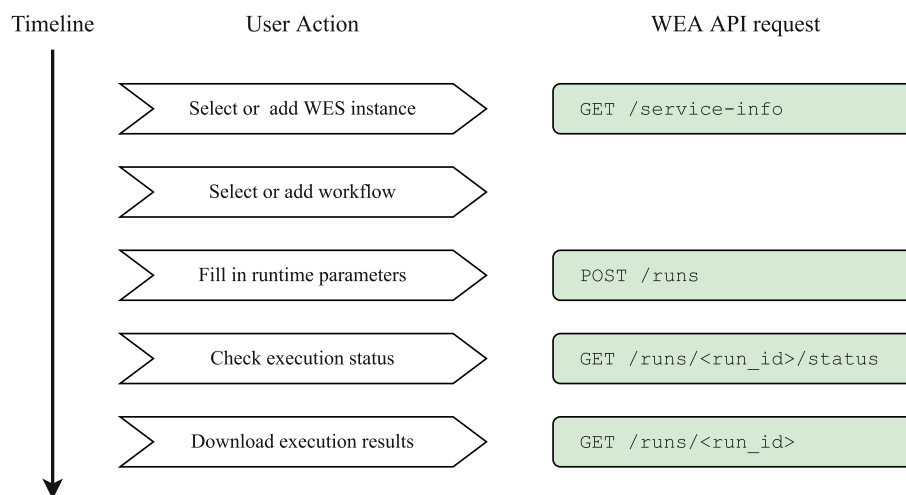 Timeline User Action WEA API request
Select or add WES instance GET /service-info
Select or add workflow
Fill in runtime parameters POST /runs
Check execution status GET /runs/<run_id>/status
Download execution results GET /runs/<run_id>